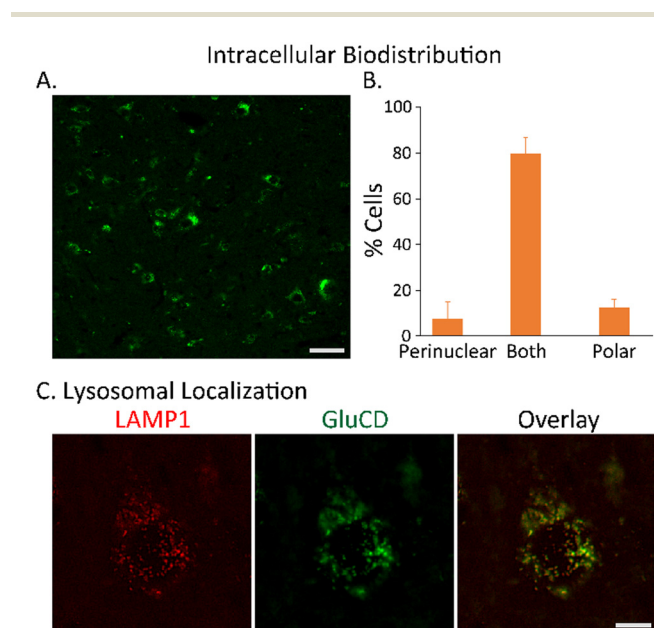 Intracellular Biodistribution
A.
B.
100
80
60
40
20
0
% Cells
Perinuclear Both Polar
C. Lysosomal Localization
LAMP1 GluCD Overlay